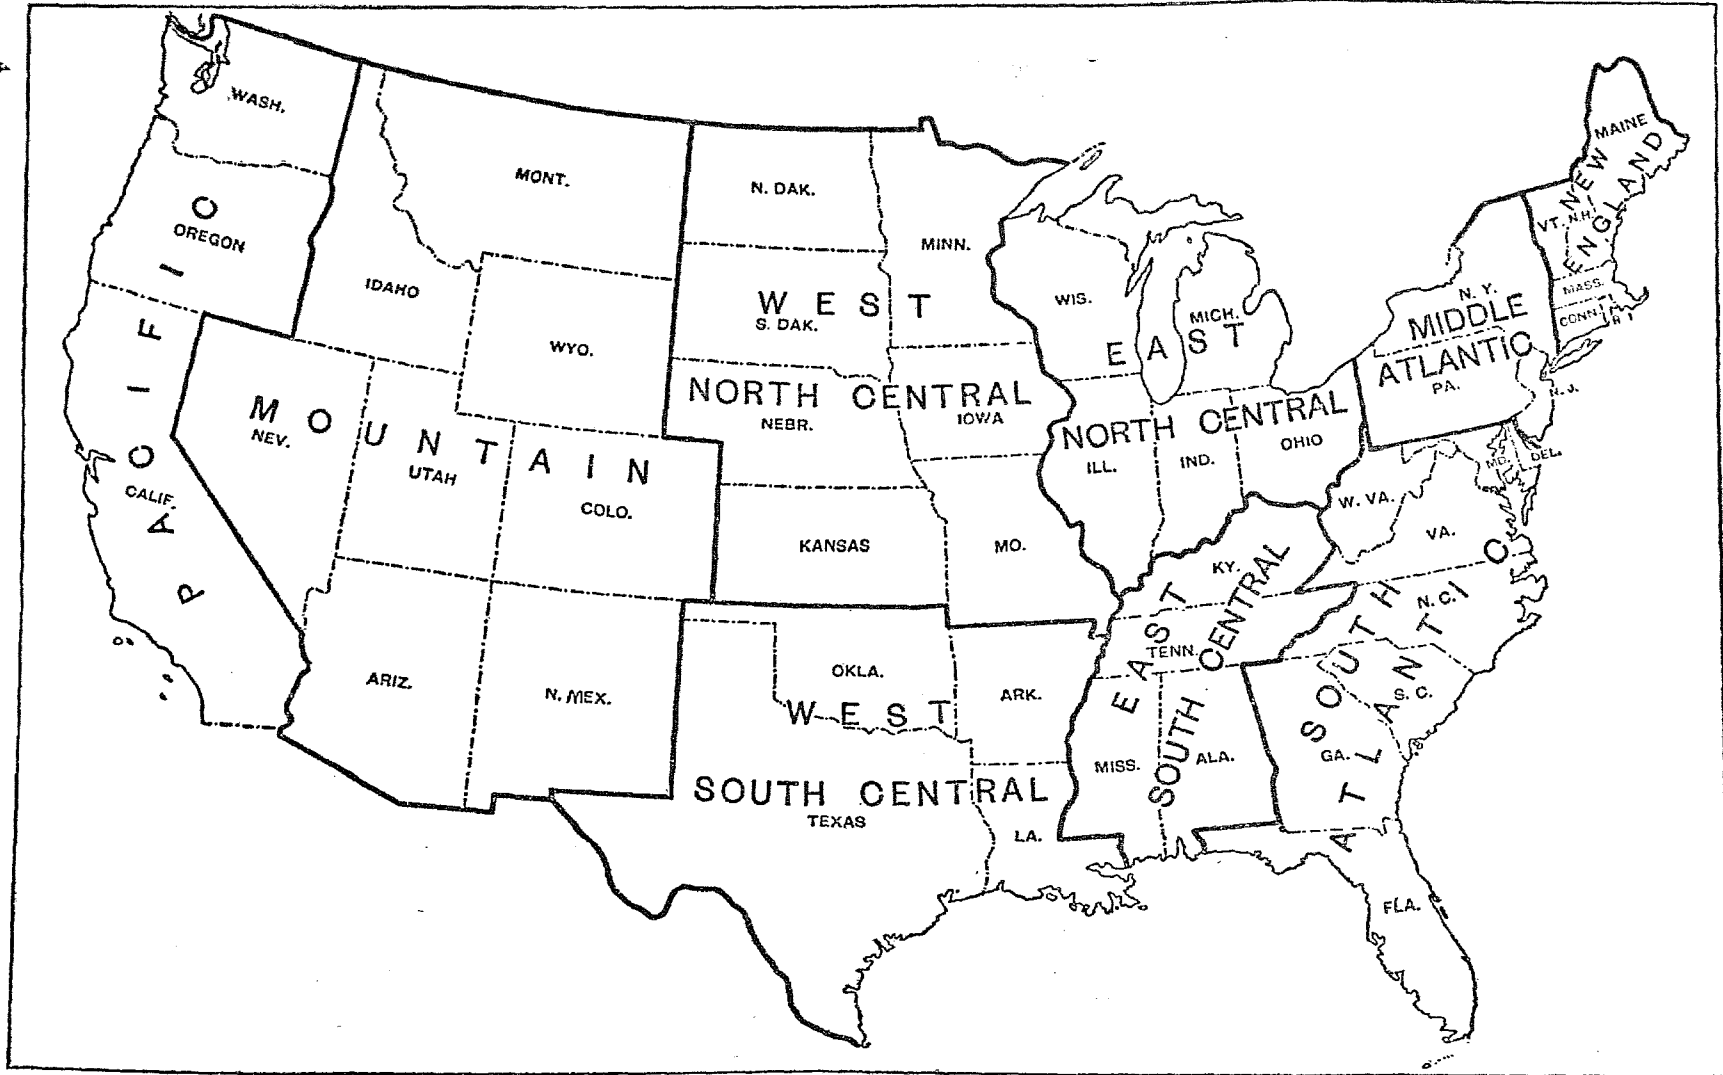 PACIFIC
WASH.
OREGON
CALIF.
MOUNTAIN
MONT.
IDAHO
WYO.
NEV.
UTAH
COLO.
ARIZ.
N. MEX.
WEST
NORTH CENTRAL
N. DAK.
MINN.
S. DAK.
NEBR.
IOWA
KANSAS
MO.
WEST
SOUTH CENTRAL
OKLA.
ARK.
TEXAS
LA.
EAST
NORTH CENTRAL
WIS.
MICH.
ILL.
IND.
OHIO
EAST
SOUTH CENTRAL
KY.
TENN.
MISS.
ALA.
SOUTH
ATLANTIC
W. VA.
MD.
DEL.
VA.
N. C.
S. C.
GA.
FLA.
MIDDLE
ATLANTIC
N. Y.
PA.
N. J.
NEW
ENGLAND
MAINE
VT.
N.H.
MASS.
CONN.
R I